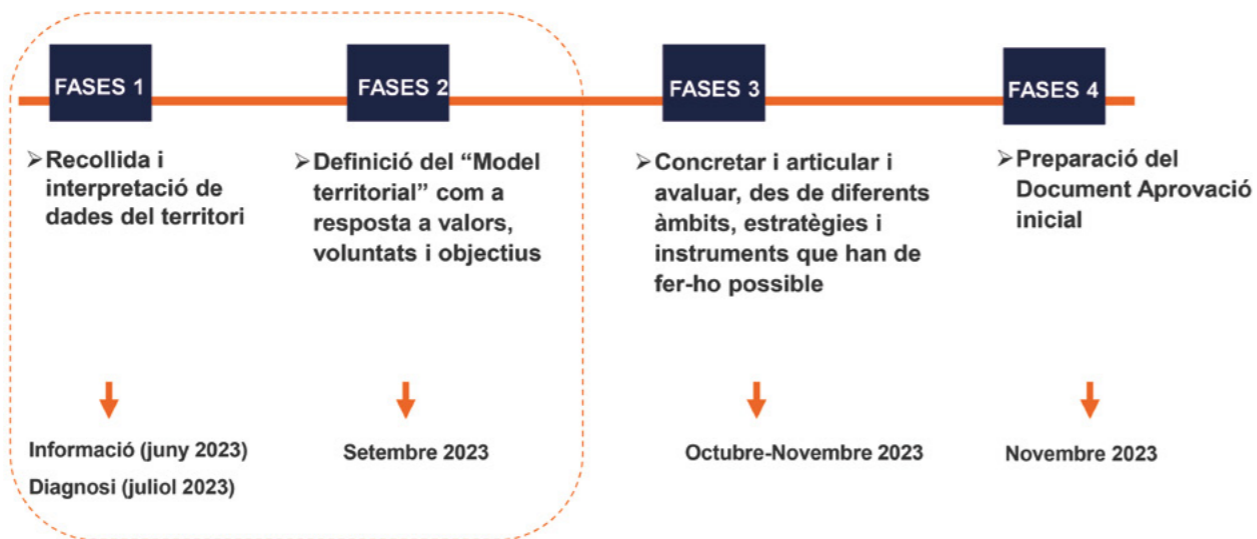 FASES 1
FASES 2
FASES 3
FASES 4
➢Recollida i
interpretació de
dades del territori
➢Definició del “Model
territorial” com a
resposta a valors,
voluntats i objectius
➢Concretar i articular i
avaluar, des de diferents
àmbits, estratègies i
instruments que han de
fer-ho possible
➢Preparació del
Document Aprovació
inicial
Informació (juny 2023)
Diagnosi (juliol 2023)
Setembre 2023
Octubre-Novembre 2023
Novembre 2023